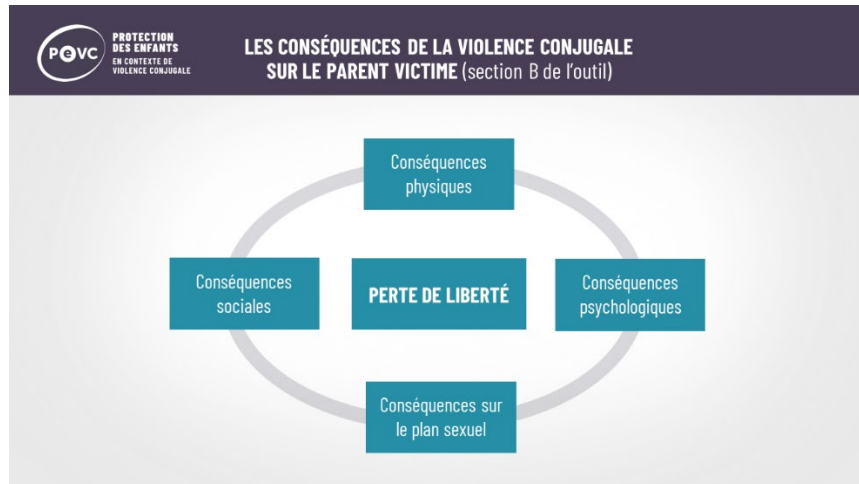 PEVC
PROTECTION
DES ENFANTS
EN CONTEXTE DE
VIOLENCE CONJUGALE
LES CONSÉQUENCES DE LA VIOLENCE CONJUGALE
SUR LE PARENT VICTIME (section B de l'outil)
Conséquences
physiques
Conséquences
sociales
PERTE DE LIBERTÉ
Conséquences
psychologiques
Conséquences sur
le plan sexuel